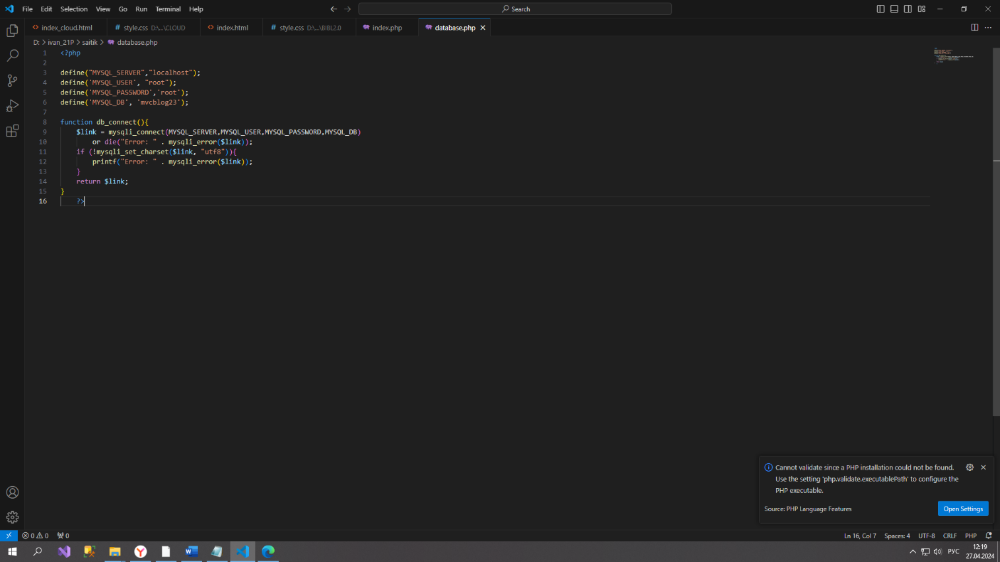 File Edit Selection View Go Run Terminal Help
Search
index_cloud.html
style.css D:\...\CLOUD
index.html
style.css D:\...\BIBL2.0
index.php
database.php
D: > ivan_21P > saitik > database.php
1 <?php
2
3 define("MYSQL_SERVER","localhost");
4 define('MYSQL_USER', "root");
5 define('MYSQL_PASSWORD','root');
6 define('MYSQL_DB', 'mvcblog23');
7
8 function db_connect(){
9 $link = mysqli_connect(MYSQL_SERVER,MYSQL_USER,MYSQL_PASSWORD,MYSQL_DB)
10 or die("Error: " . mysqli_error($link));
11 if (!mysqli_set_charset($link, "utf8")){
12 printf("Error: " . mysqli_error($link));
13 }
14 return $link;
15 }
16 ?>
Cannot validate since a PHP installation could not be found.
Use the setting 'php.validate.executablePath' to configure the
PHP executable.
Source: PHP Language Features
Open Settings
0 0 0
Ln 16, Col 7 Spaces: 4 UTF-8 CRLF PHP
РУС
12:19
27.04.2024